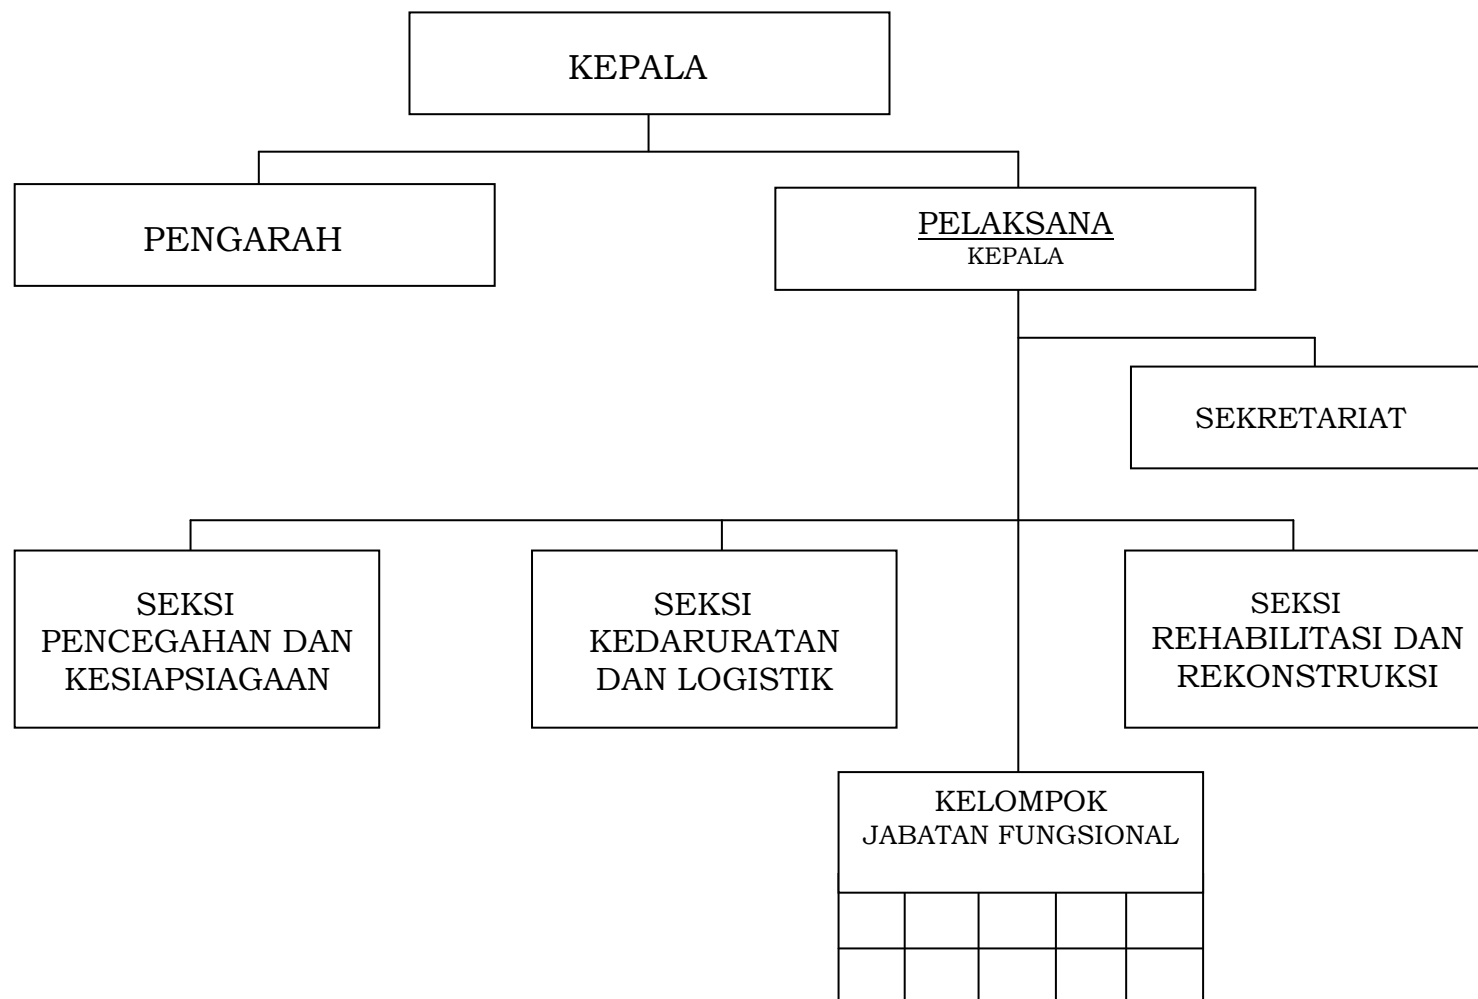 KEPALA
PENGARAH
PELAKSANA
KEPALA
SEKRETARIAT
SEKSI
PENCEGAHAN DAN
KESIAPSIAGAAN
SEKSI
KEDARURATAN
DAN LOGISTIK
SEKSI
REHABILITASI DAN
REKONSTRUKSI
KELOMPOK
JABATAN FUNGSIONAL